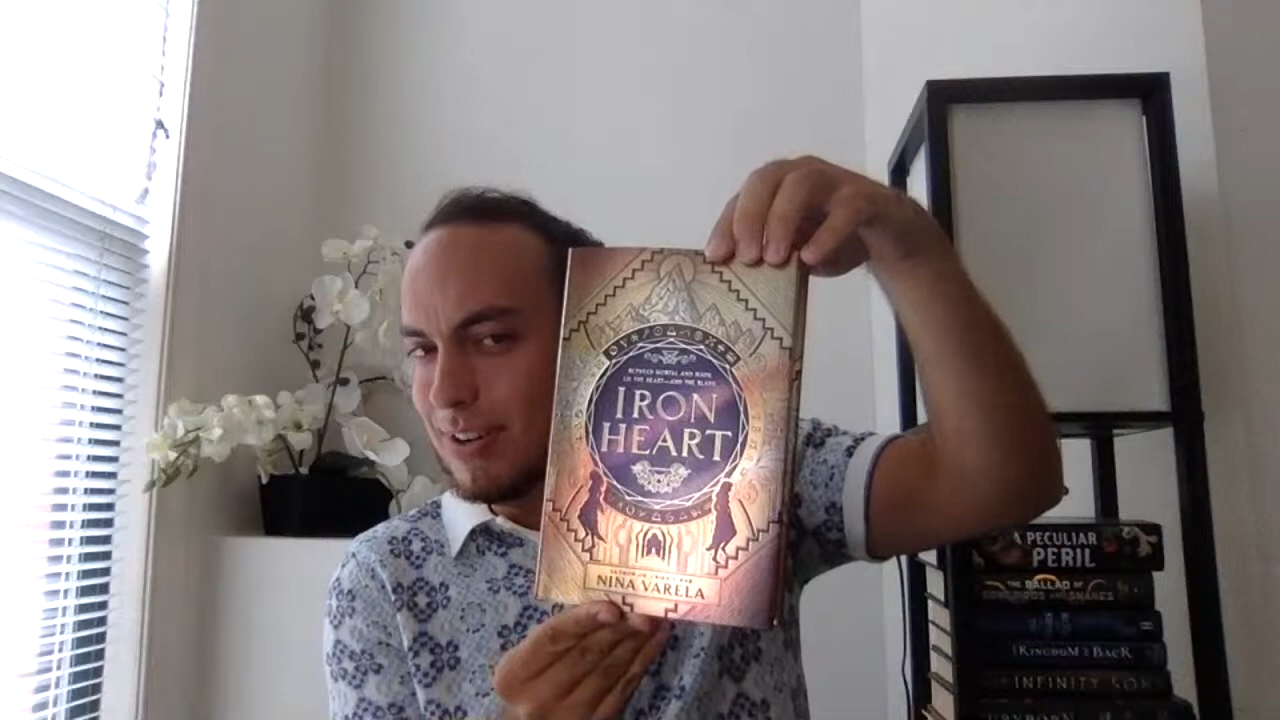 BETWEEN MORTAL AND MADE
LIE THE HEART—AND THE BLADE
IRON
HEART
NINA VARELA
A PECULIAR
PERIL
THE BALLAD OF
SONGBIRDS AND SNAKES
KINGDOM
BACK
INFINITY SON